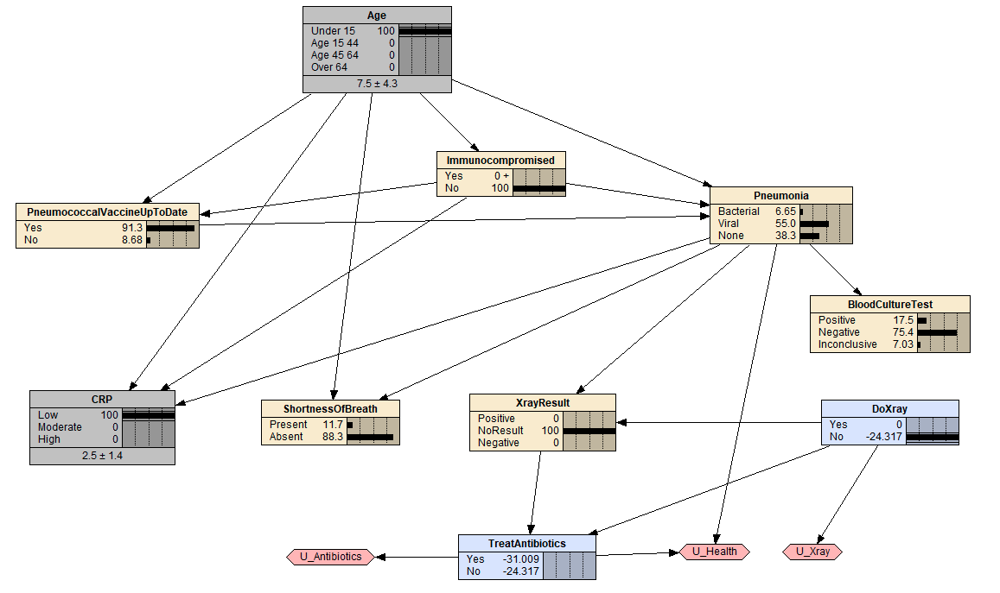 Age
Under 15 100
Age 15 44 0
Age 45 64 0
Over 64 0
7.5 ± 4.3
Immunocompromised
Yes 0 +
No 100
Pneumonia
Bacterial 6.65
Viral 55.0
None 38.3
PneumococcalVaccineUpToDate
Yes 91.3
No 8.68
BloodCultureTest
Positive 17.5
Negative 75.4
Inconclusive 7.03
CRP
Low 100
Moderate 0
High 0
2.5 ± 1.4
ShortnessOfBreath
Present 11.7
Absent 88.3
XrayResult
Positive 0
NoResult 100
Negative 0
DoXray
Yes 0
No -24.317
TreatAntibiotics
Yes -31.009
No -24.317
U_Antibiotics
U_Health
U_Xray